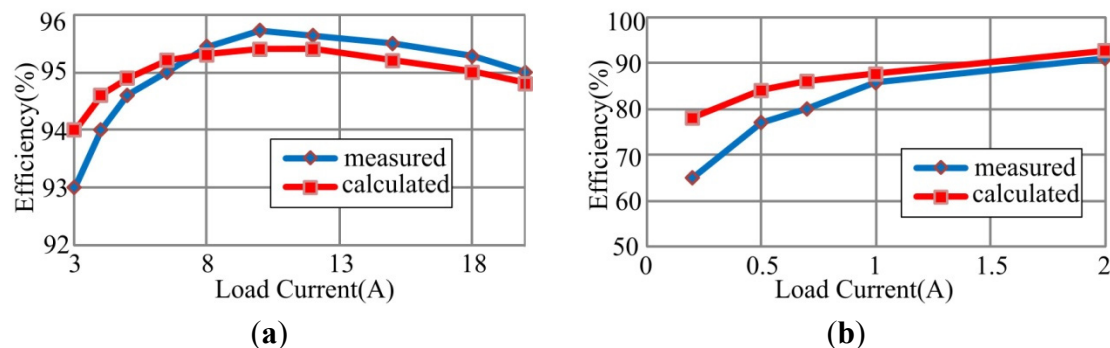 96
95
94
93
92
Efficiency(%)
measured
calculated
3 8 13 18
Load Current(A)
(a)
100
90
80
70
60
50
Efficiency(%)
measured
calculated
0 0.5 1 1.5 2
Load Current(A)
(b)